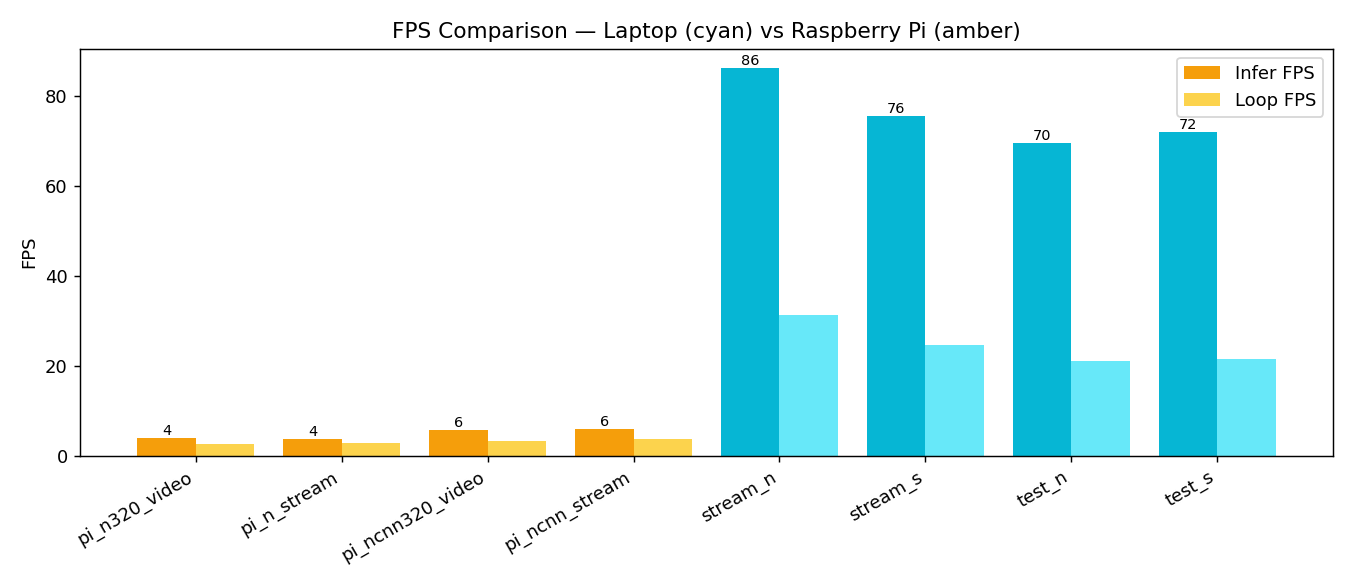 FPS Comparison — Laptop (cyan) vs Raspberry Pi (amber)
Infer FPS
Loop FPS
FPS
80
60
40
20
0
4
4
6
6
86
76
70
72
pi_n320_video
pi_n_stream
pi_ncnn320_video
pi_ncnn_stream
stream_n
stream_s
test_n
test_s